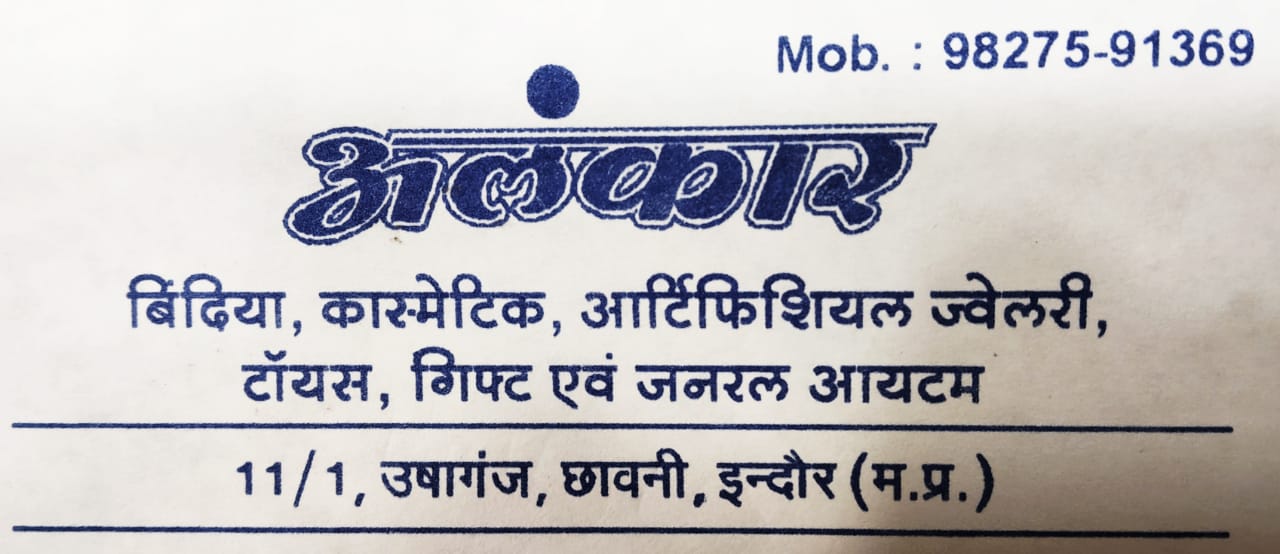 Mob. : 98275-91369
अलंकार
बिंदिया, कास्मेटिक, आर्टिफिशियल ज्वेलरी,
टॉयस, गिफ्ट एवं जनरल आयटम
11/1, उषागंज, छावनी, इन्दौर (म.प्र.)